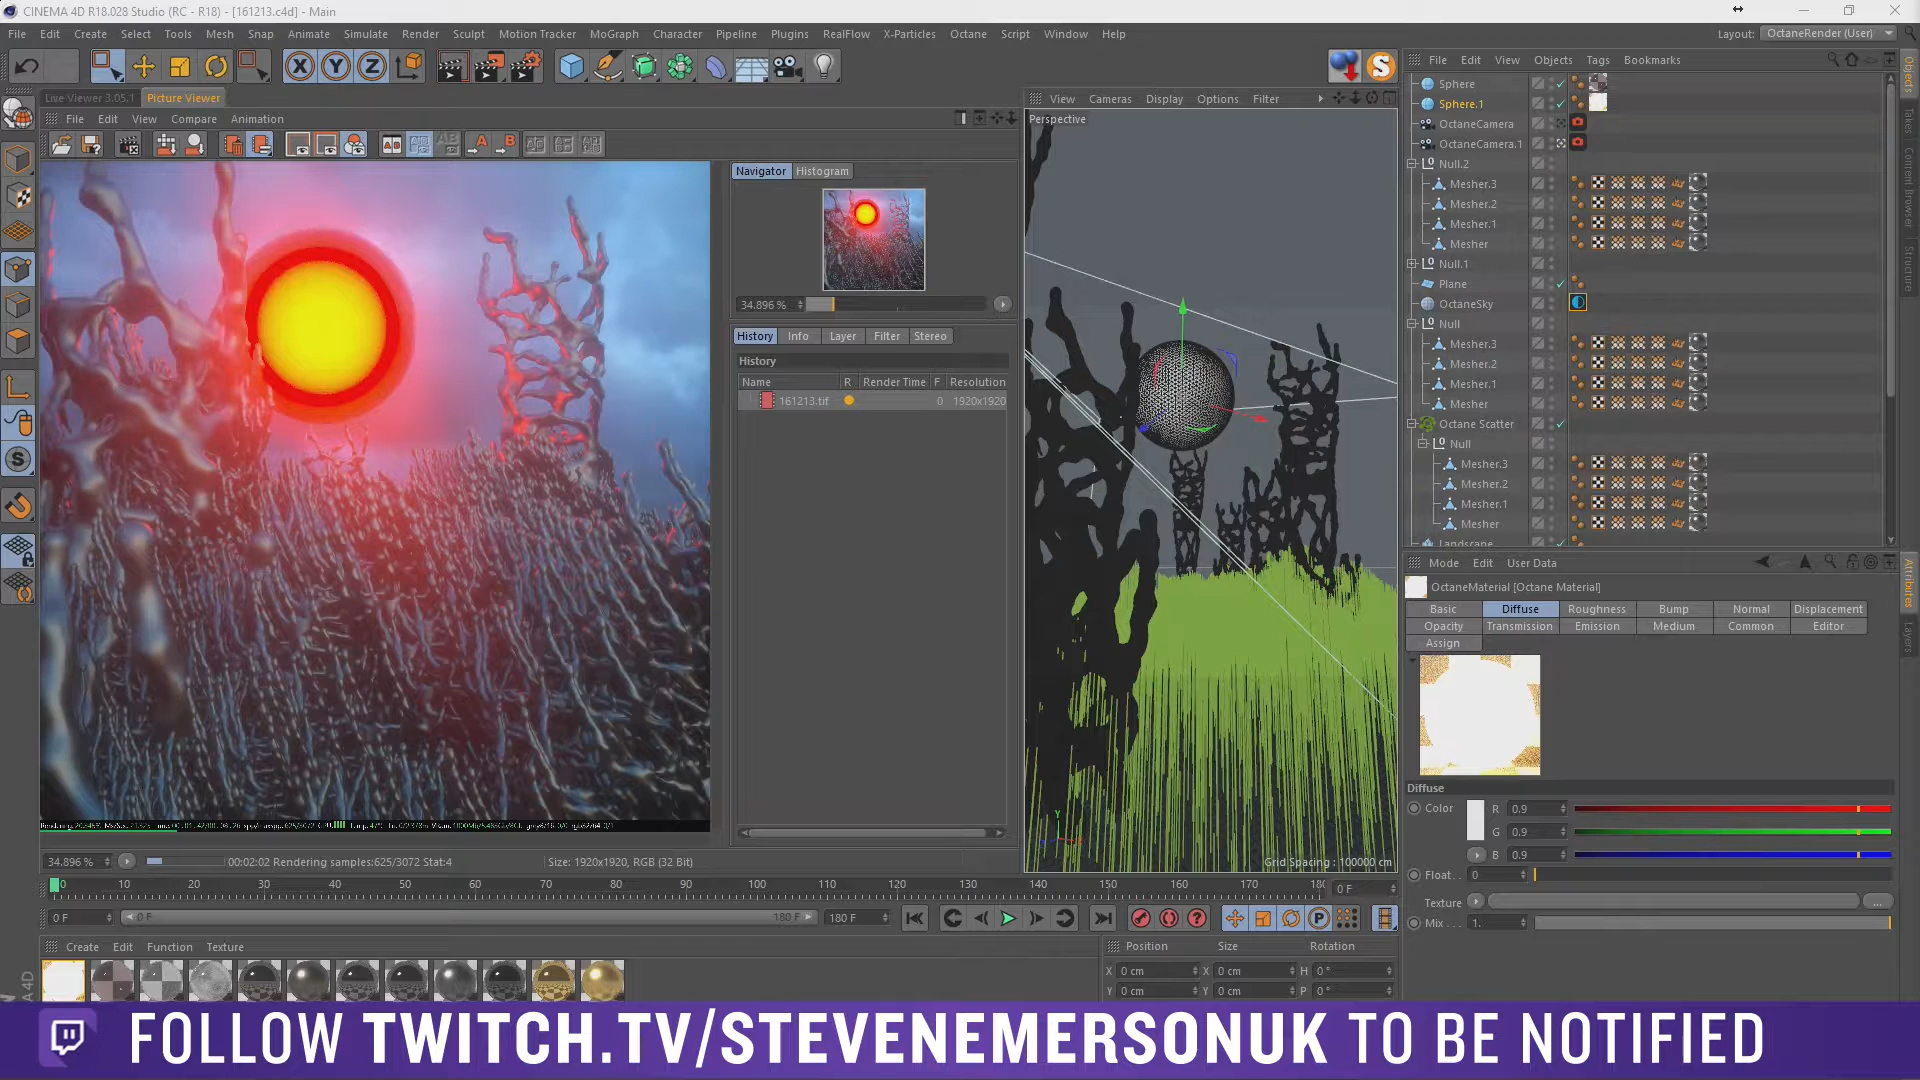 CINEMA 4D R18.028 Studio (RC - R18) - [161213.c4d] - Main
File Edit Create Select Tools Mesh Snap Animate Simulate Render Sculpt Motion Tracker MoGraph Character Pipeline Plugins RealFlow X-Particles Octane Script Window Help
Layout: OctaneRender (User)
File Edit View Objects Tags Bookmarks
Live Viewer 3.05.1 Picture Viewer
File Edit View Compare Animation
View Cameras Display Options Filter
Perspective
Navigator Histogram
34.896 %
History Info Layer Filter Stereo
History
Name R Render Time F Resolution
161213.tif 0 1920x1920
Grid Spacing : 100000 cm
Sphere
Sphere.1
OctaneCamera
OctaneCamera.1
Null.2
Mesher.3
Mesher.2
Mesher.1
Mesher
Null.1
Plane
OctaneSky
Null
Mesher.3
Mesher.2
Mesher.1
Mesher
Octane Scatter
Null
Mesher.3
Mesher.2
Mesher.1
Mesher
Landscape
Objects
Takes
Content Browser
Structure
Mode Edit User Data
OctaneMaterial [Octane Material]
Basic Diffuse Roughness Bump Normal Displacement
Opacity Transmission Emission Medium Common Editor
Assign
Attributes
Layers
Diffuse
Color R 0.9
G 0.9
B 0.9
Float . . 0
Texture ...
Mix . . . 1.
34.896 % 00:02:02 Rendering samples:625/3072 Stat:4 Size: 1920x1920, RGB (32 Bit)
0 10 20 30 40 50 60 70 80 90 100 110 120 130 140 150 160 170 0 F
0 F 0 F 180 F 180 F
Create Edit Function Texture
Position Size Rotation
X 0 cm X 0 cm H 0 °
Y 0 cm Y 0 cm P 0 °
FOLLOW TWITCH.TV/STEVENEMERSONUK TO BE NOTIFIED